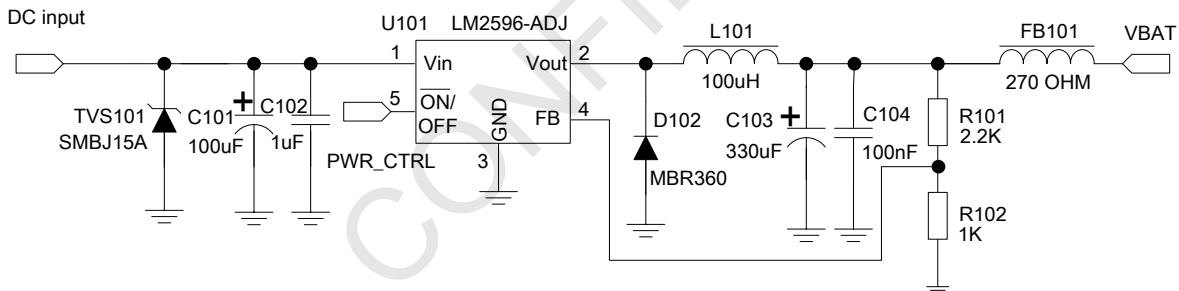 DC input
U101 LM2596-ADJ
L101
FB101
VBAT
1
Vin
Vout
2
100uH
270 OHM
TVS101
SMBJ15A
C101
+
100uF
C102
1uF
5
ON/
OFF
GND
FB
4
PWR_CTRL
3
D102
MBR360
C103
+
330uF
C104
100nF
R101
2.2K
R102
1K